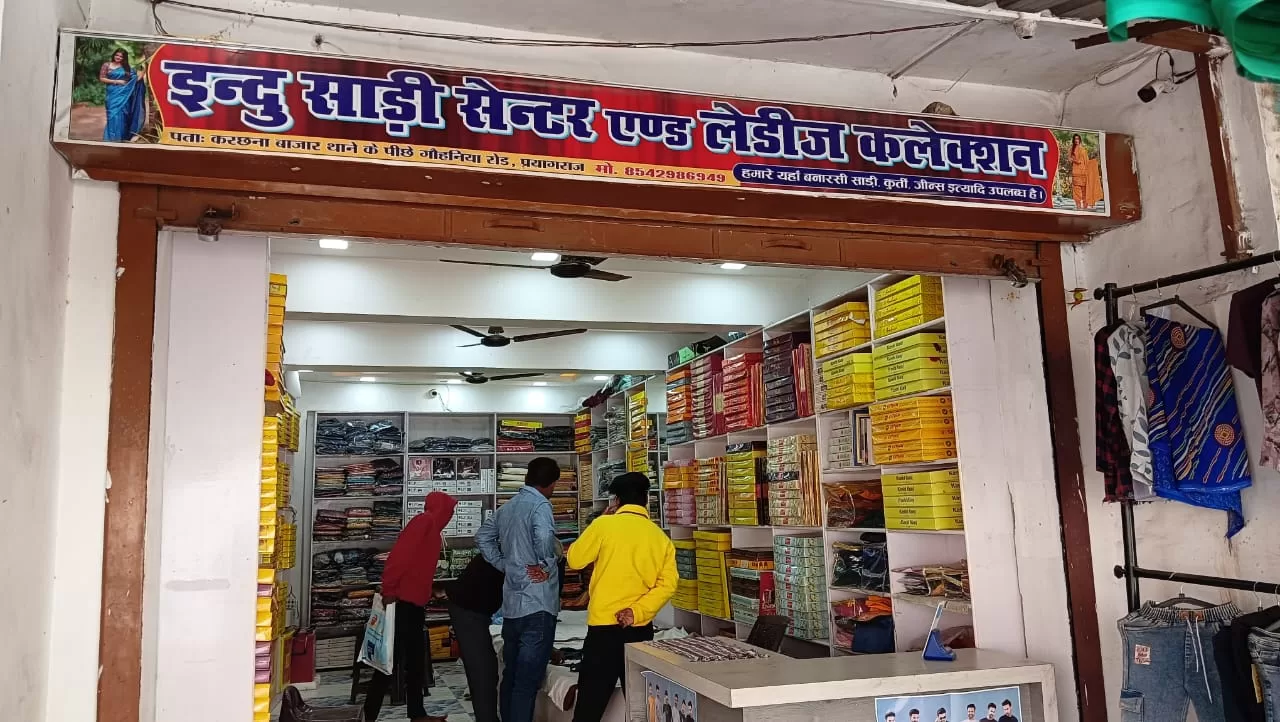 इन्दु साड़ी सेन्टर एण्ड लेडीज कलेक्शन
पताः करछना बाजार थाने के पीछे गौहनिया रोड, प्रयागराज मो. 8542986949
हमारे यहाँ बनारसी साड़ी, कुर्ती, जीन्स इत्यादि उपलब्ध है।